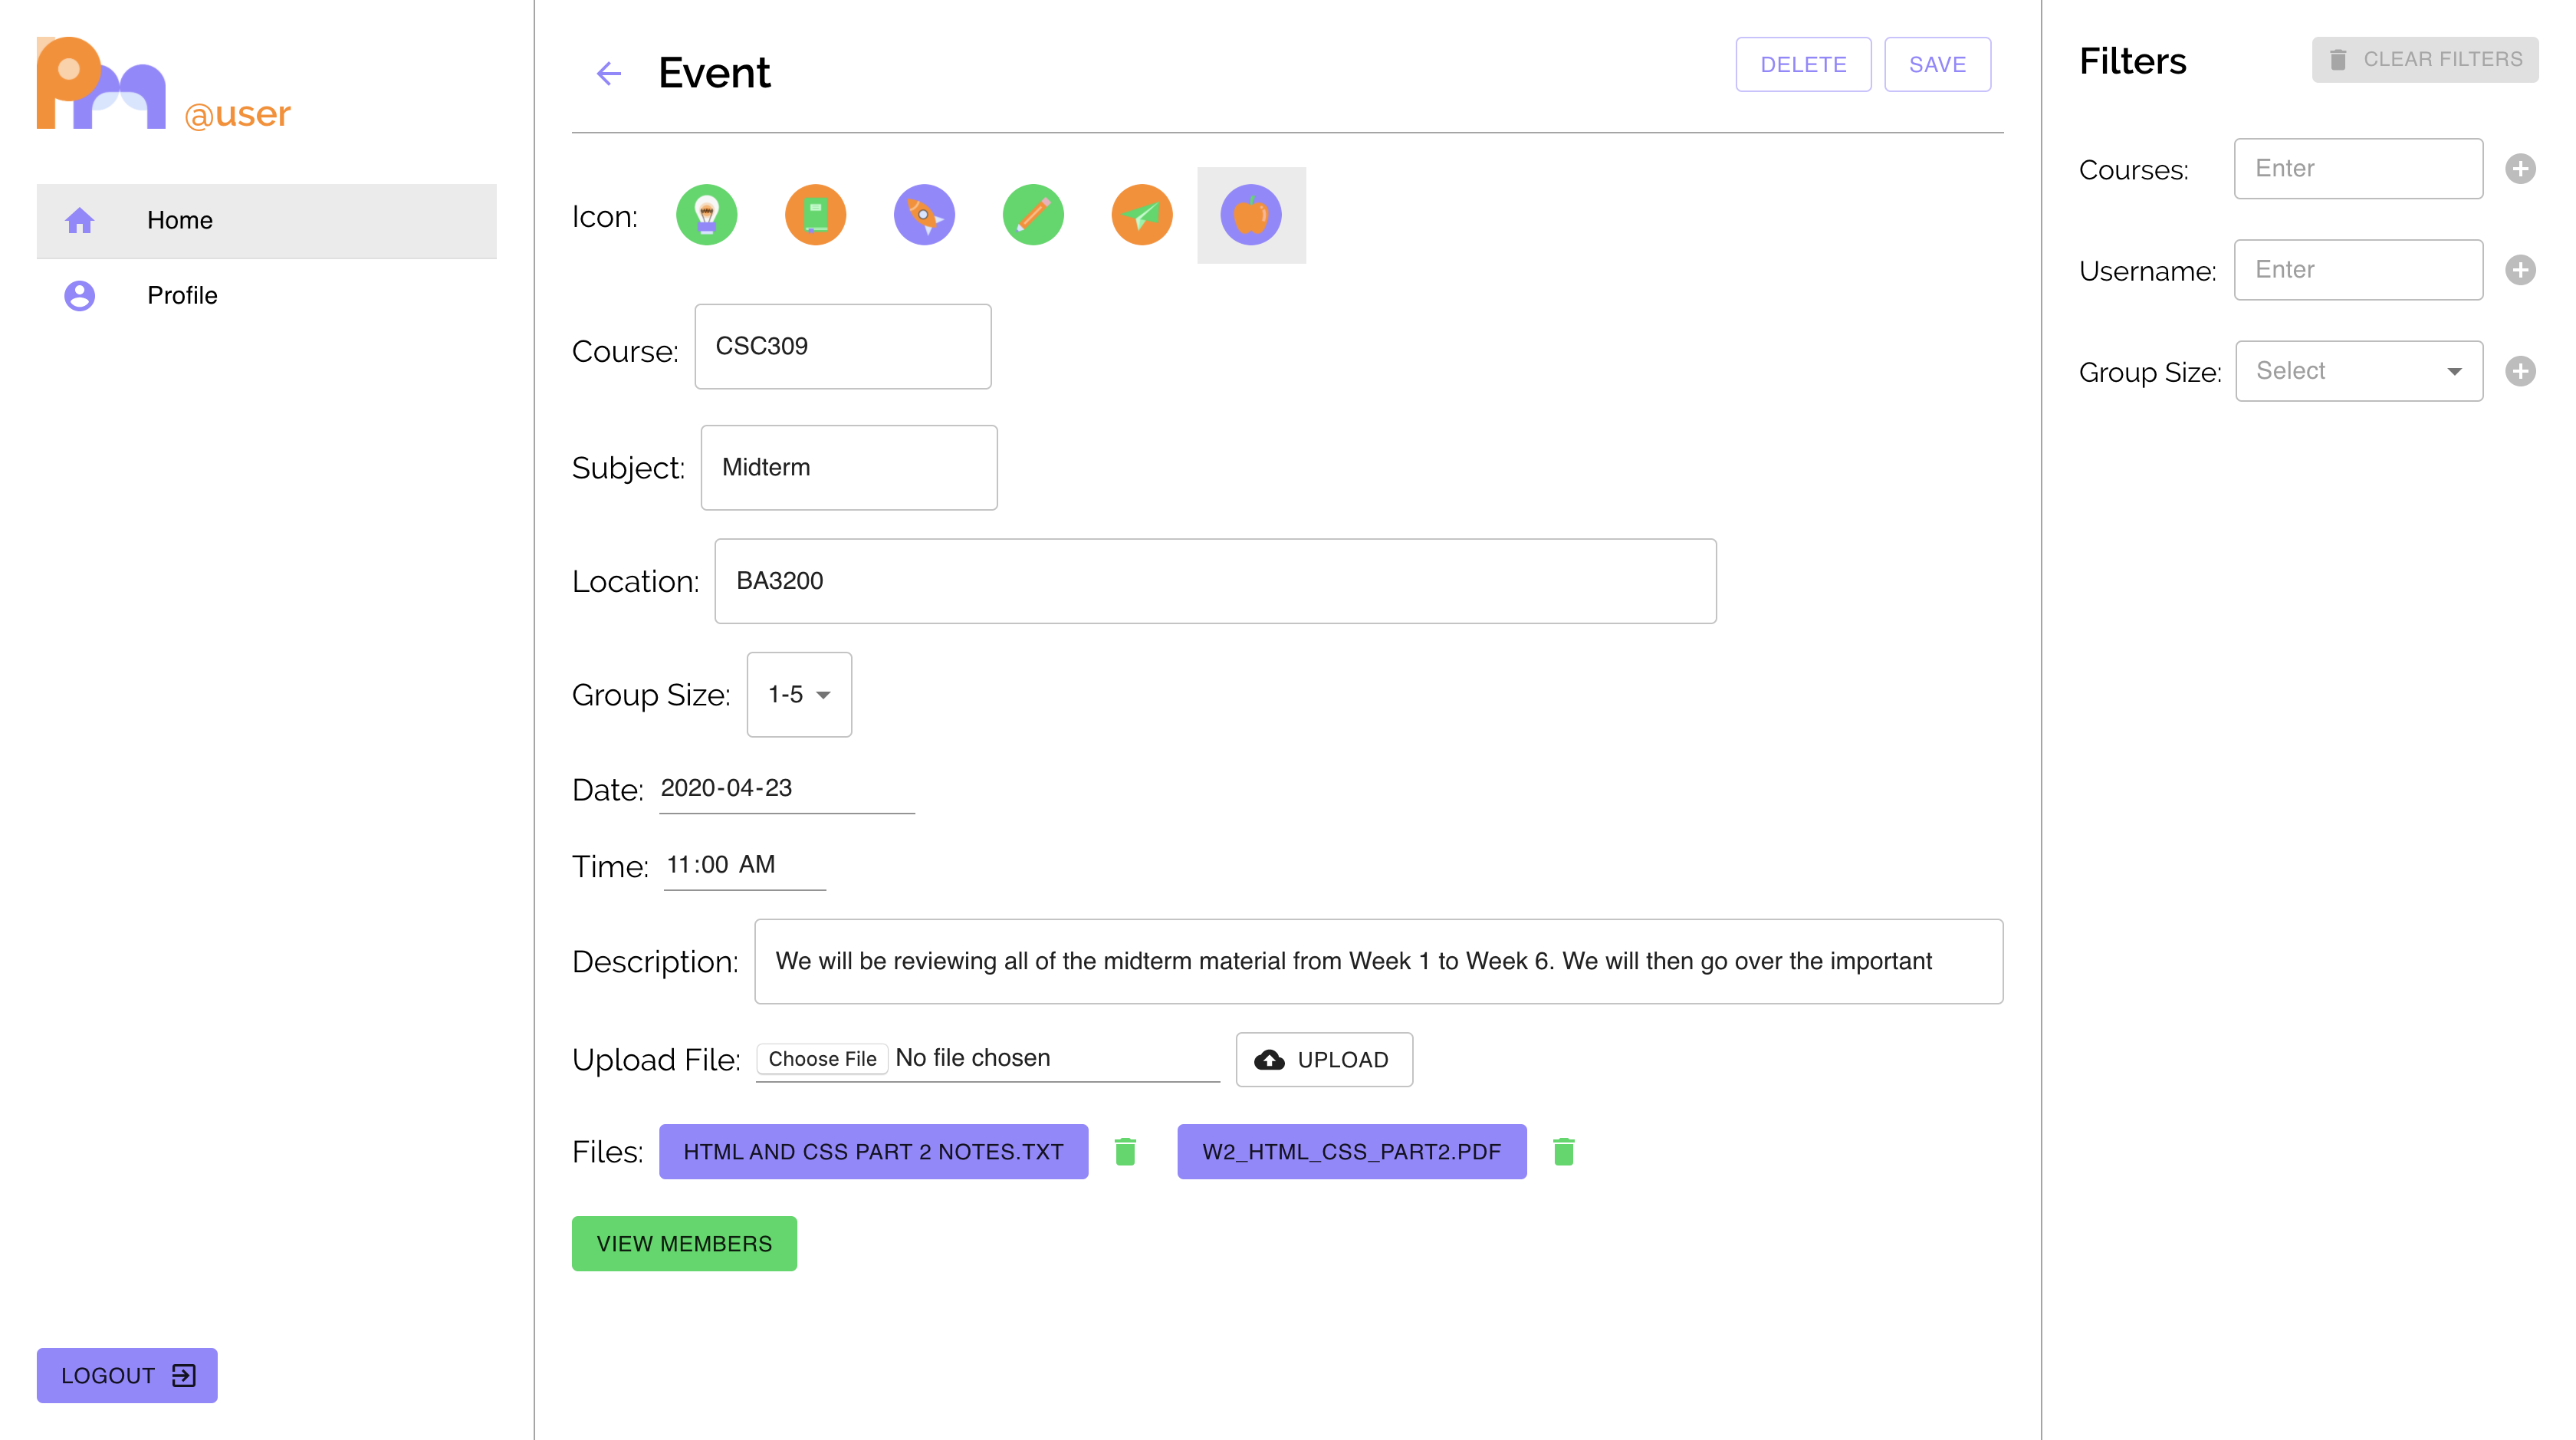 pm @user
Home
Profile
LOGOUT
Event
DELETE SAVE
Icon:
Course: CSC309
Subject: Midterm
Location: BA3200
Group Size: 1-5
Date: 2020-04-23
Time: 11:00 AM
Description: We will be reviewing all of the midterm material from Week 1 to Week 6. We will then go over the important
Upload File: Choose File No file chosen UPLOAD
Files: HTML AND CSS PART 2 NOTES.TXT W2_HTML_CSS_PART2.PDF
VIEW MEMBERS
Filters CLEAR FILTERS
Courses: Enter
Username: Enter
Group Size: Select